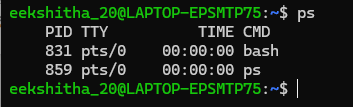 eekshitha_20@LAPTOP-EPSMTP75:~$ ps
    PID TTY          TIME CMD
    831 pts/0    00:00:00 bash
    859 pts/0    00:00:00 ps
eekshitha_20@LAPTOP-EPSMTP75:~$